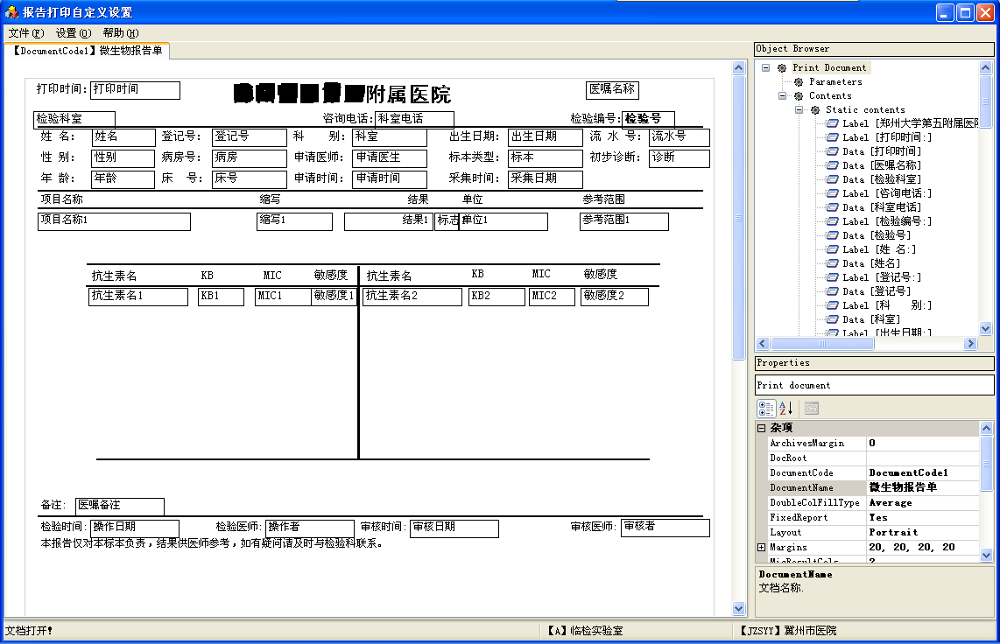 报告打印自定义设置
文件(F) 设置(O) 帮助(H)
【DocumentCode1】微生物报告单
打印时间: 打印时间 附属医院 医嘱名称
检验科室 咨询电话: 科室电话 检验编号: 检验号
姓 名: 姓名 登记号: 登记号 科 别: 科室 出生日期: 出生日期 流 水 号: 流水号
性 别: 性别 病房号: 病房 申请医师: 申请医生 标本类型: 标本 初步诊断: 诊断
年 龄: 年龄 床 号: 床号 申请时间: 申请时间 采集时间: 采集日期
项目名称 缩写 结果 单位 参考范围
项目名称1 缩写1 结果1 标志 单位1 参考范围1
抗生素名 KB MIC 敏感度 抗生素名 KB MIC 敏感度
抗生素名1 KB1 MIC1 敏感度1 抗生素名2 KB2 MIC2 敏感度2
备注: 医嘱备注
检验时间: 操作日期 检验医师: 操作者 审核时间: 审核日期 审核医师: 审核者
本报告仅对本标本负责，结果供医师参考，如有疑问请及时与检验科联系。
Object Browser
Print Document
Parameters
Contents
Static contents
Label [郑州大学第五附属医院
Label [打印时间:]
Data [打印时间]
Data [医嘱名称]
Data [检验科室]
Label [咨询电话:]
Data [科室电话]
Label [检验编号:]
Data [检验号]
Label [姓 名:]
Data [姓名]
Label [登记号:]
Data [登记号]
Label [科 别:]
Data [科室]
Label [出生日期:]
Properties
Print document
杂项
ArchivesMargin 0
DocRoot
DocumentCode DocumentCode1
DocumentName 微生物报告单
DoubleColFillType Average
FixedReport Yes
Layout Portrait
Margins 20, 20, 20, 20
MicResultCols 2
DocumentName
文档名称.
文档打开! 【A】临检实验室 【JZSYY】冀州市医院